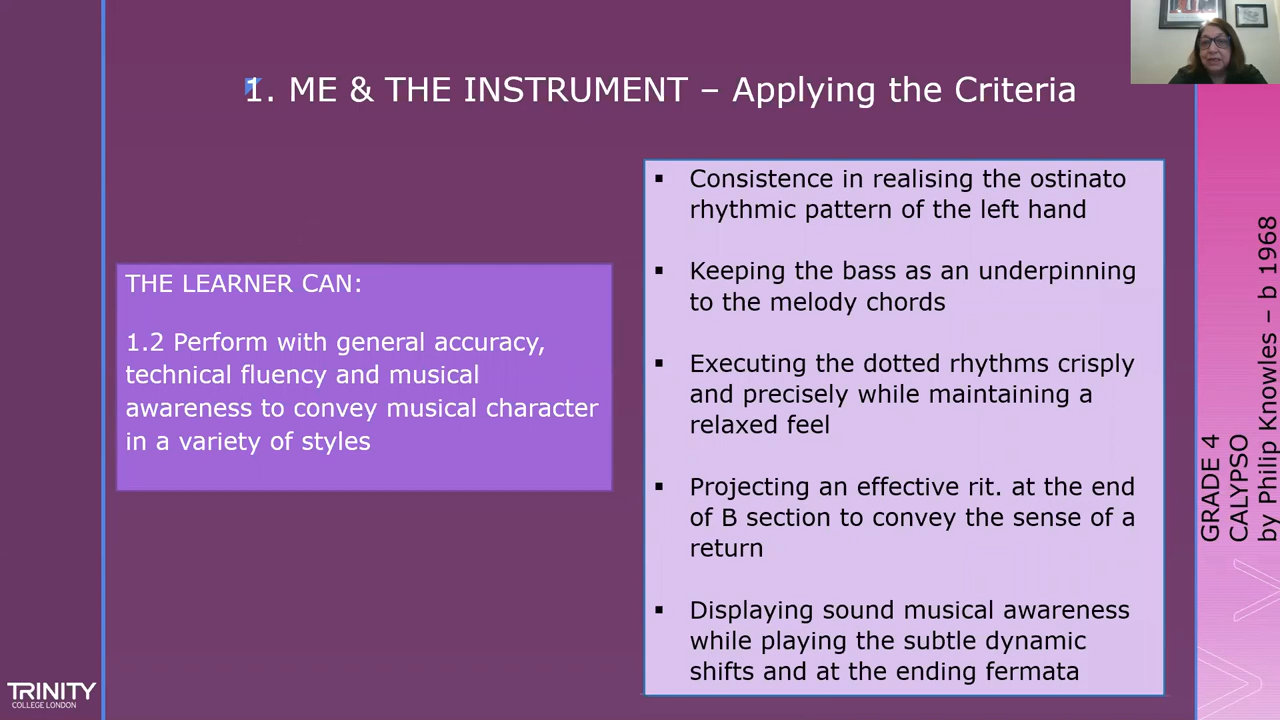 1. ME & THE INSTRUMENT – Applying the Criteria
THE LEARNER CAN:
1.2 Perform with general accuracy,
technical fluency and musical
awareness to convey musical character
in a variety of styles
▪ Consistence in realising the ostinato
rhythmic pattern of the left hand
▪ Keeping the bass as an underpinning
to the melody chords
▪ Executing the dotted rhythms crisply
and precisely while maintaining a
relaxed feel
▪ Projecting an effective rit. at the end
of B section to convey the sense of a
return
▪ Displaying sound musical awareness
while playing the subtle dynamic
shifts and at the ending fermata
GRADE 4
CALYPSO
by Philip Knowles – b 1968
TRINITY
COLLEGE LONDON